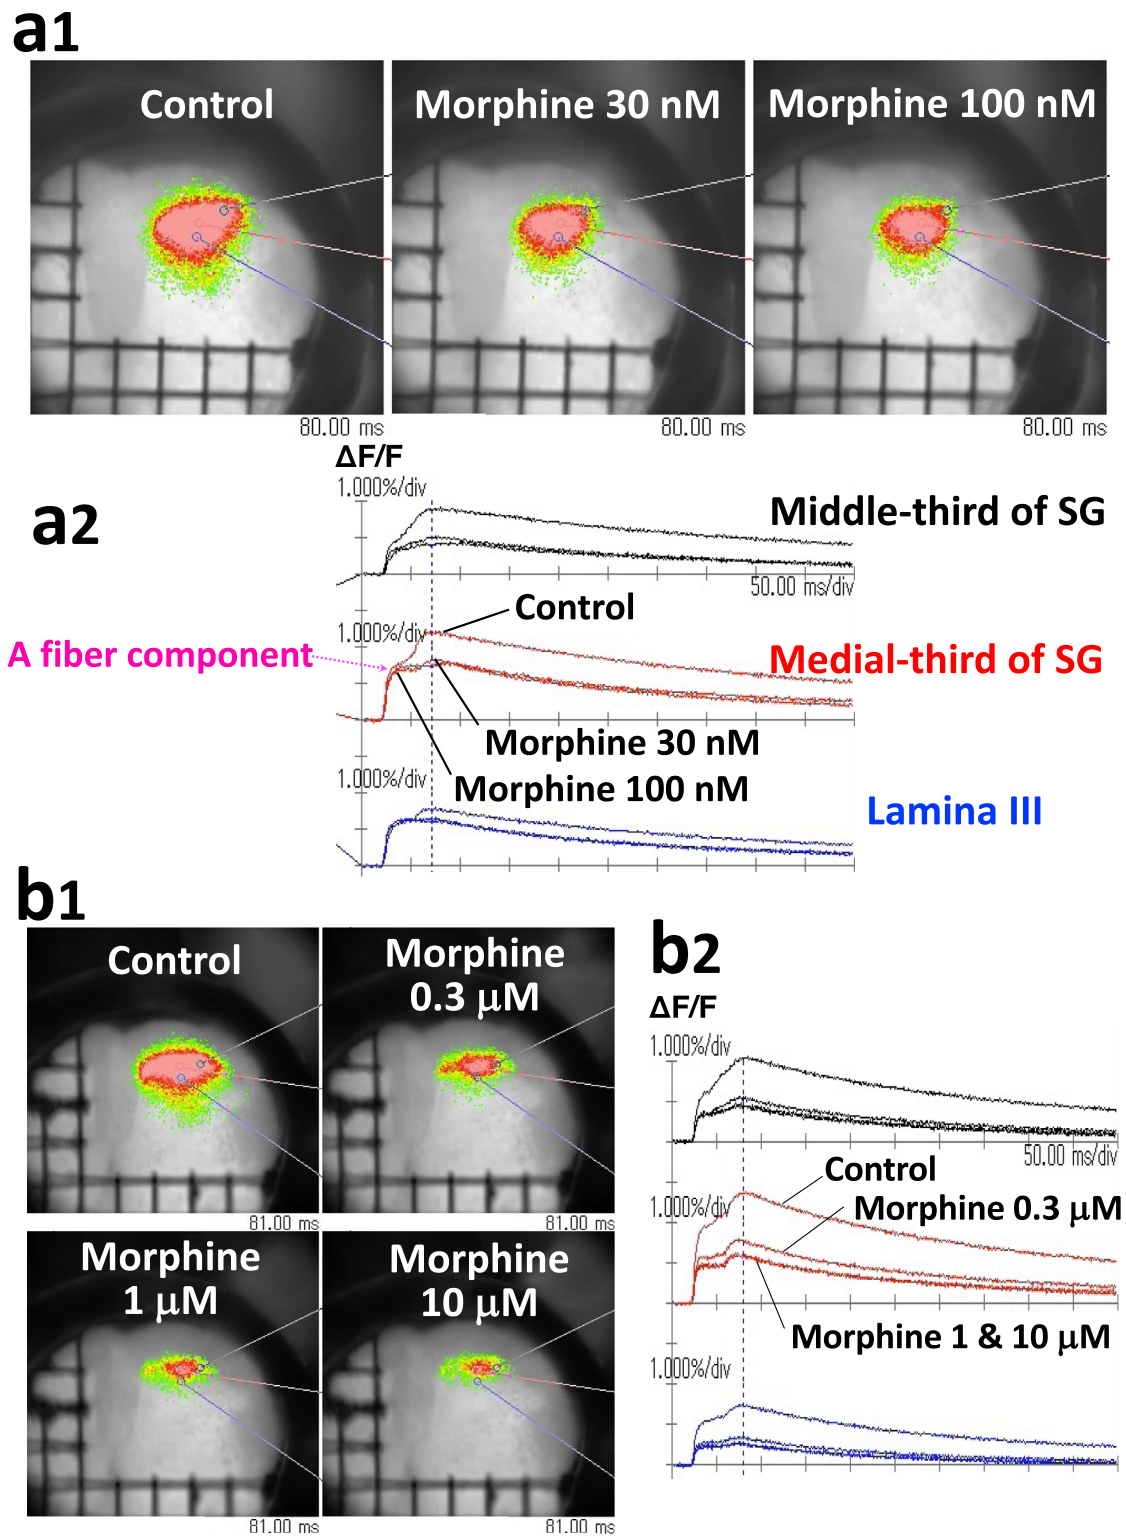 a1
Control
Morphine 30 nM
Morphine 100 nM
80.00 ms
80.00 ms
80.00 ms
ΔF/F
1.000%/div
a2
Middle-third of SG
50.00 ms/div
Control
1.000%/div
A fiber component
Medial-third of SG
Morphine 30 nM
1.000%/div
Morphine 100 nM
Lamina III
b1
Control
Morphine
0.3 μM
81.00 ms
81.00 ms
Morphine
1 μM
Morphine
10 μM
81.00 ms
81.00 ms
b2
ΔF/F
1.000%/div
50.00 ms/div
Control
1.000%/div
Morphine 0.3 μM
Morphine 1 & 10 μM
1.000%/div